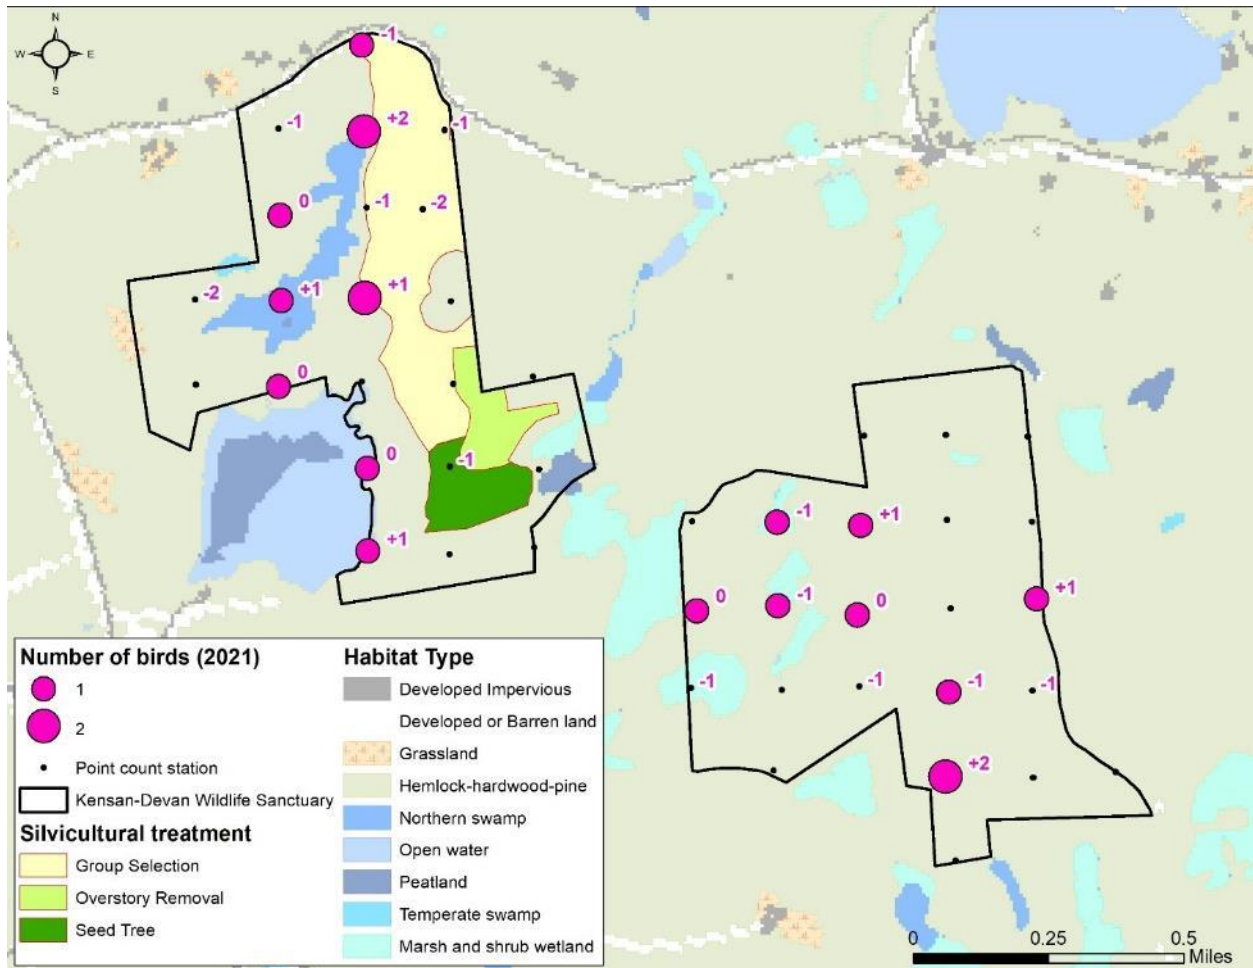 N
W E
S
-1
-1
+2
-1
0
-1
-2
-2
+1
+1
0
0
-1
+1
-1
+1
0
-1
0
+1
-1
-1
-1
-1
+2
Number of birds (2021)
1
2
Point count station
Kensan-Devan Wildlife Sanctuary
Silvicultural treatment
Group Selection
Overstory Removal
Seed Tree
Habitat Type
Developed Impervious
Developed or Barren land
Grassland
Hemlock-hardwood-pine
Northern swamp
Open water
Peatland
Temperate swamp
Marsh and shrub wetland
0 0.25 0.5
Miles